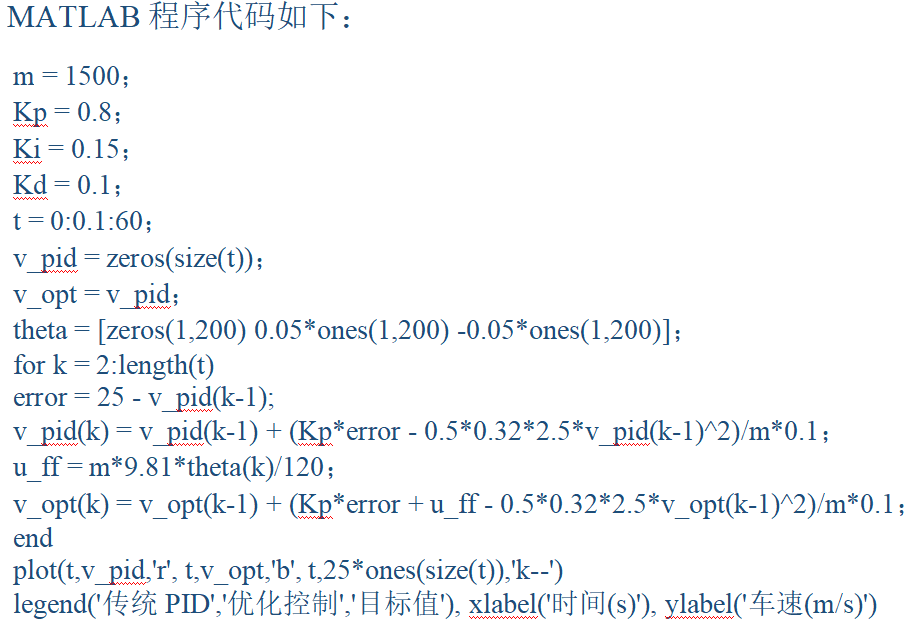 MATLAB 程序代码如下：
m = 1500；
Kp = 0.8；
Ki = 0.15；
Kd = 0.1；
t = 0:0.1:60；
v_pid = zeros(size(t))；
v_opt = v_pid；
theta = [zeros(1,200) 0.05*ones(1,200) -0.05*ones(1,200)]；
for k = 2:length(t)
error = 25 - v_pid(k-1);
v_pid(k) = v_pid(k-1) + (Kp*error - 0.5*0.32*2.5*v_pid(k-1)^2)/m*0.1；
u_ff = m*9.81*theta(k)/120；
v_opt(k) = v_opt(k-1) + (Kp*error + u_ff - 0.5*0.32*2.5*v_opt(k-1)^2)/m*0.1；
end
plot(t,v_pid,'r', t,v_opt,'b', t,25*ones(size(t)),'k--')
legend('传统 PID','优化控制','目标值'), xlabel('时间(s)'), ylabel('车速(m/s)')